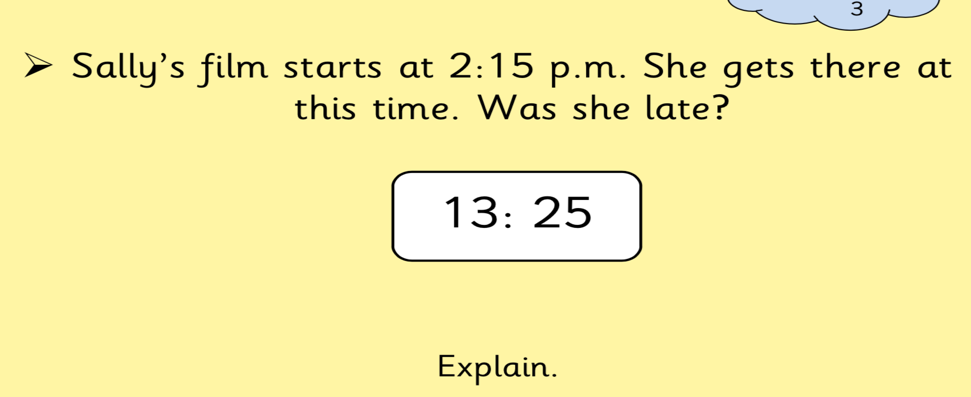 3
➢ Sally's film starts at 2:15 p.m. She gets there at
this time. Was she late?
13: 25
Explain.